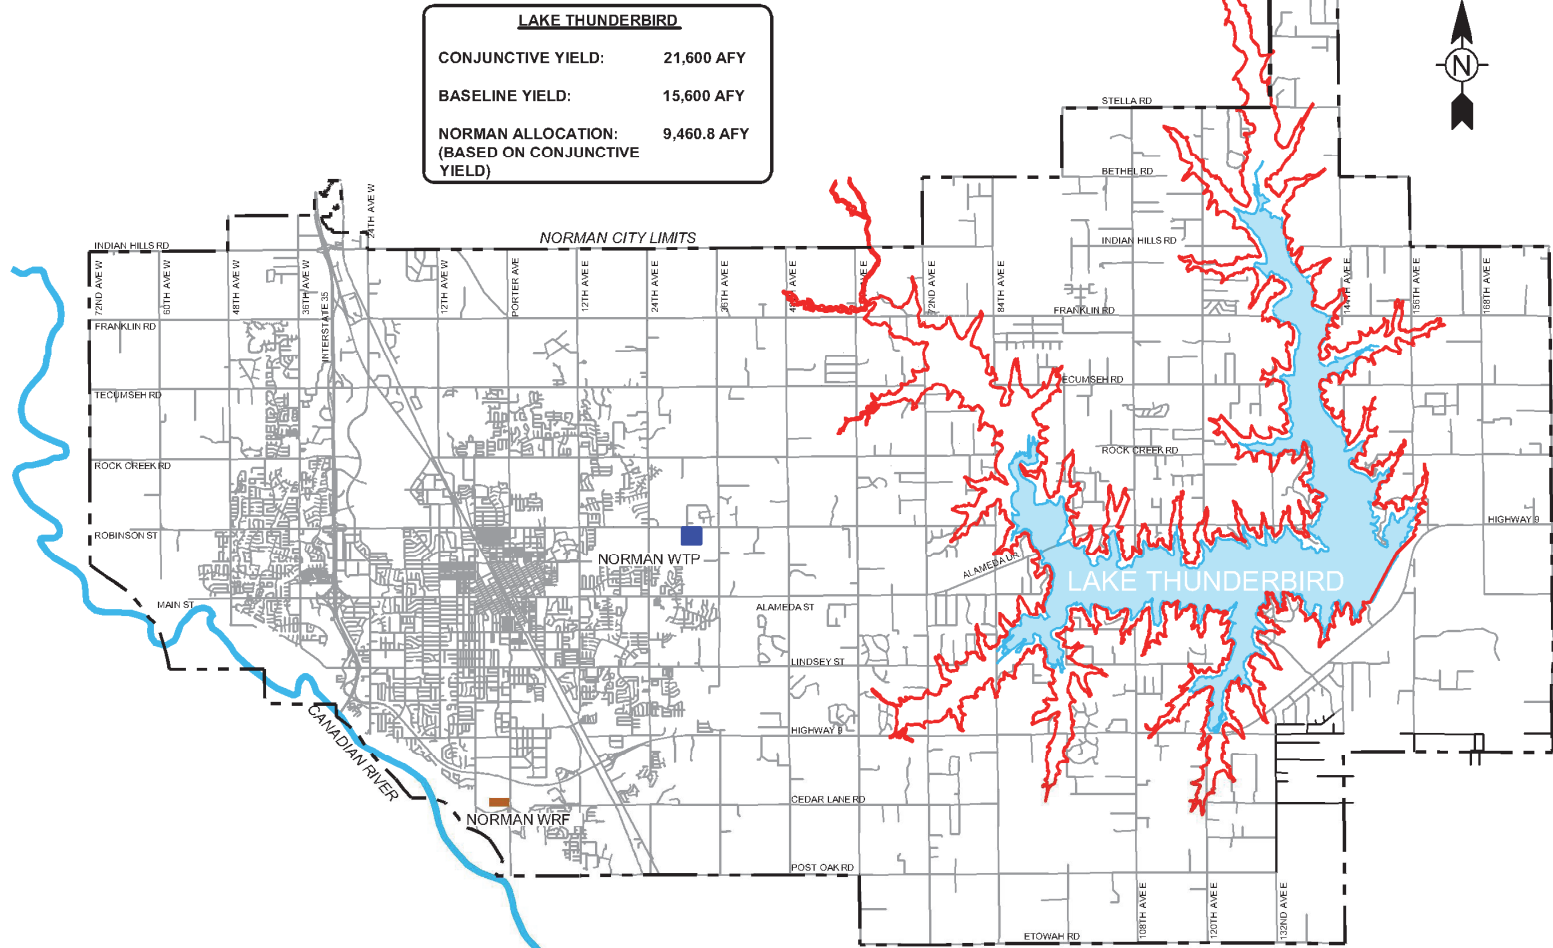 LAKE THUNDERBIRD
CONJUNCTIVE YIELD: 21,600 AFY
BASELINE YIELD: 15,600 AFY
NORMAN ALLOCATION: 9,460.8 AFY
(BASED ON CONJUNCTIVE
YIELD)
N
STELLA RD
BETHEL RD
24TH AVE W
NORMAN CITY LIMITS
INDIAN HILLS RD
INDIAN HILLS RD
72ND AVE W
60TH AVE W
48TH AVE W
36TH AVE W
INTERSTATE 35
12TH AVE W
PORTER AVE
12TH AVE E
24TH AVE E
36TH AVE E
72ND AVE E
84TH AVE E
144TH AVE E
156TH AVE E
168TH AVE E
FRANKLIN RD
FRANKLIN RD
TECUMSEH RD
ECUMSEH RD
ROCK CREEK RD
ROCK CREEK RD
ROBINSON ST
HIGHWAY 9
NORMAN WTP
ALAMEDA DR
LAKE THUNDERBIRD
MAIN ST
ALAMEDA ST
LINDSEY ST
CANADIAN RIVER
HIGHWAY 9
CEDAR LANE RD
NORMAN WRF
POST OAK RD
108TH AVE E
120TH AVE E
132ND AVE E
ETOWAH RD